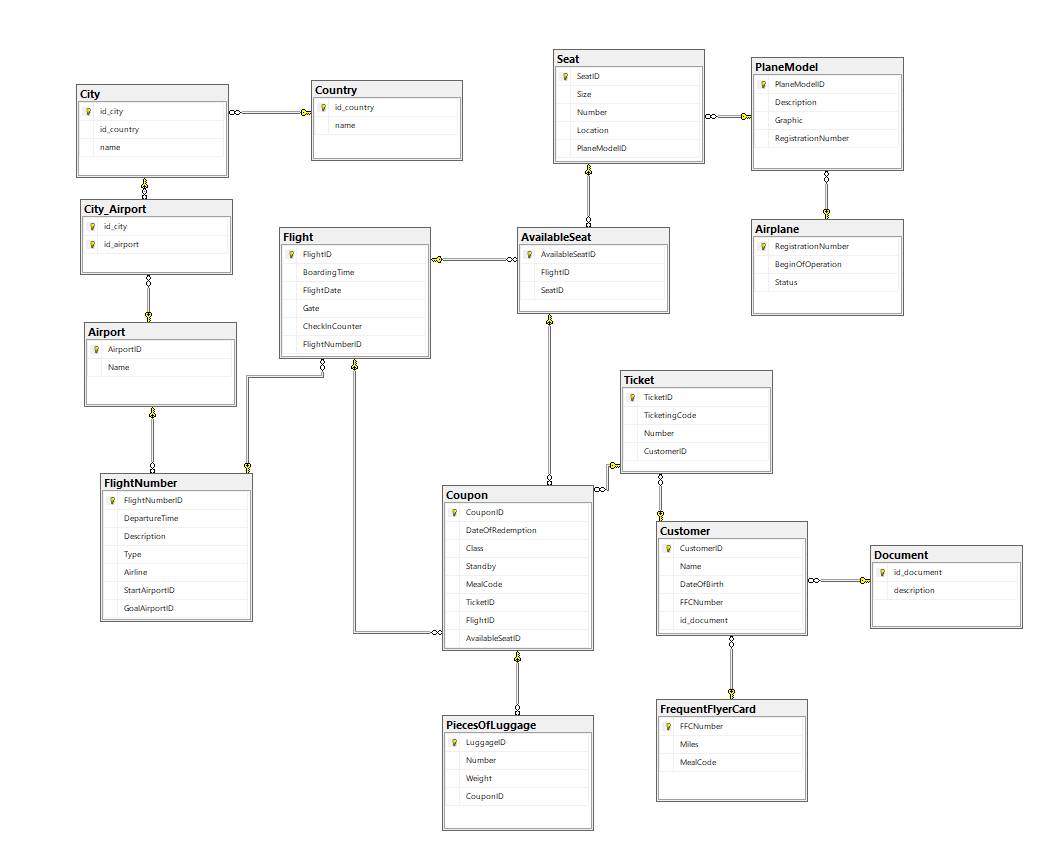 City
id_city
id_country
name
Country
id_country
name
Seat
SeatID
Size
Number
Location
PlaneModelID
PlaneModel
PlaneModelID
Description
Graphic
RegistrationNumber
City_Airport
id_city
id_airport
Flight
FlightID
BoardingTime
FlightDate
Gate
CheckInCounter
FlightNumberID
AvailableSeat
AvailableSeatID
FlightID
SeatID
Airplane
RegistrationNumber
BeginOfOperation
Status
Airport
AirportID
Name
Ticket
TicketID
TicketingCode
Number
CustomerID
FlightNumber
FlightNumberID
DepartureTime
Description
Type
Airline
StartAirportID
GoalAirportID
Coupon
CouponID
DateOfRedemption
Class
Standby
MealCode
TicketID
FlightID
AvailableSeatID
Customer
CustomerID
Name
DateOfBirth
FFCNumber
id_document
Document
id_document
description
PiecesOfLuggage
LuggageID
Number
Weight
CouponID
FrequentFlyerCard
FFCNumber
Miles
MealCode